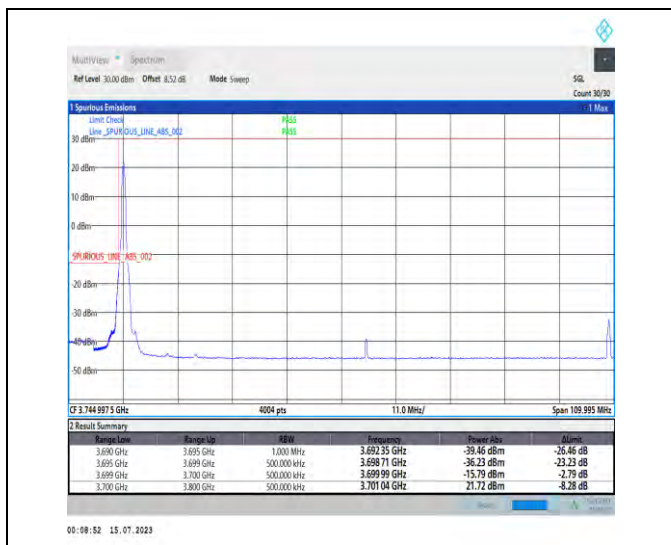 MultiView Spectrum
Ref Level 30.00 dBm Offset 8.52 dB Mode Sweep SGL
Count 30/30
1 Spurious Emissions 1 Max
Limit Check PASS
Line _SPURIOUS_LINE_ABS_002 PASS
30 dBm
20 dBm
10 dBm
0 dBm
SPURIOUS_LINE_ABS_002
-20 dBm
-30 dBm
-40 dBm
-50 dBm
CF 3.744 997 5 GHz 4004 pts 11.0 MHz/ Span 109.995 MHz
2 Result Summary
Range Low Range Up RBW Frequency Power Abs ΔLimit
3.690 GHz 3.695 GHz 1.000 MHz 3.692 35 GHz -39.46 dBm -26.46 dB
3.695 GHz 3.699 GHz 500.000 kHz 3.698 71 GHz -36.23 dBm -23.23 dB
3.699 GHz 3.700 GHz 500.000 kHz 3.699 99 GHz -15.79 dBm -2.79 dB
3.700 GHz 3.800 GHz 500.000 kHz 3.701 04 GHz 21.72 dBm -8.28 dB
Ready
00:08:52 15.07.2023